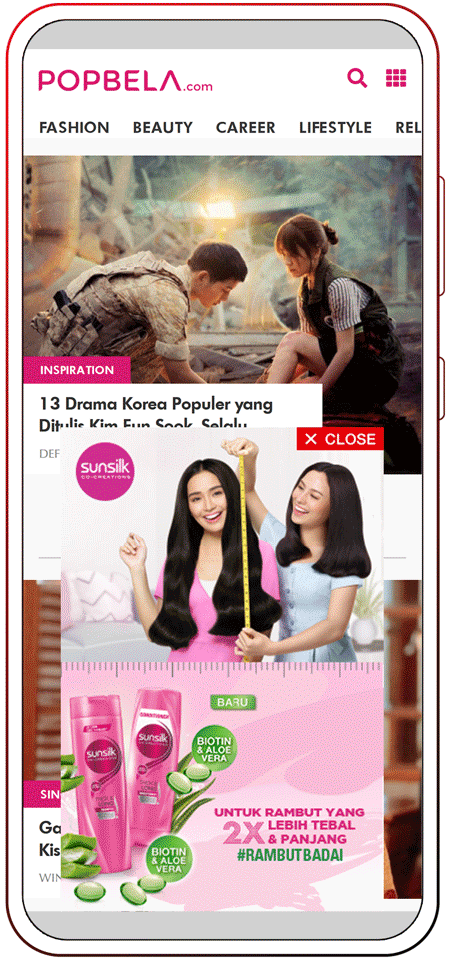 POPBELA.com
FASHION BEAUTY CAREER LIFESTYLE REL
INSPIRATION
13 Drama Korea Populer yang
Ditulis Kim Eun Sook, Selalu
DEF
× CLOSE
sunsilk
CO-CREATIONS
BARU
CONDITIONER
sunsilk
sunsilk
BIOTIN
& ALOE
VERA
UNTUK RAMBUT YANG
2X LEBIH TEBAL
& PANJANG
#RAMBUTBADAI
BIOTIN
& ALOE
VERA
SIN
Ga
Kis
WIN